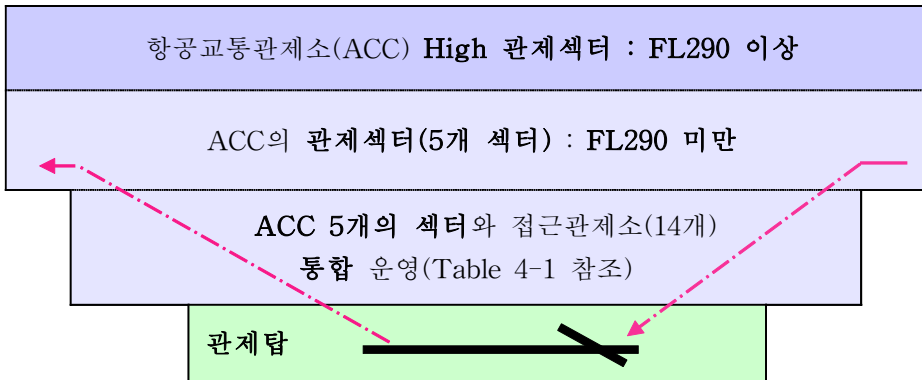 항공교통관제소(ACC) High 관제섹터 : FL290 이상
ACC의 관제섹터(5개 섹터) : FL290 미만
ACC 5개의 섹터와 접근관제소(14개)
통합 운영(Table 4-1 참조)
관제탑